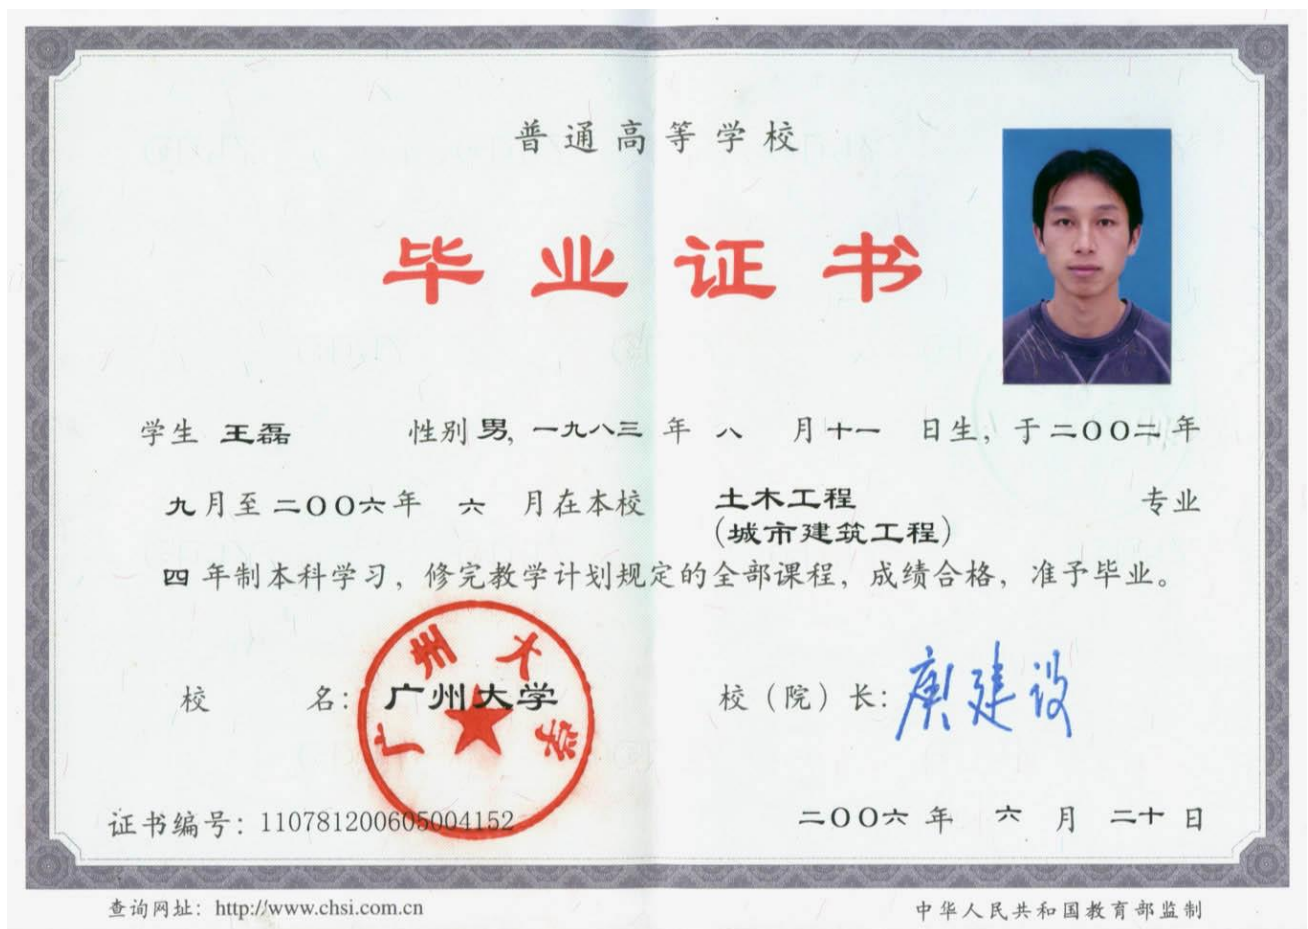 普通高等学校
毕业证书
学生 王磊 性别 男, 一九八三 年 八 月 十一 日生, 于 二〇〇二 年
九 月至 二〇〇六 年 六 月在本校 土木工程 专业
(城市建筑工程)
四 年制本科学习, 修完教学计划规定的全部课程, 成绩合格, 准予毕业。
广州大学
校 名: 广州大学 校（院）长: 庾建设
证书编号: 110781200605004152 二〇〇六 年 六 月 二十 日
查询网址: http://www.chsi.com.cn 中华人民共和国教育部监制